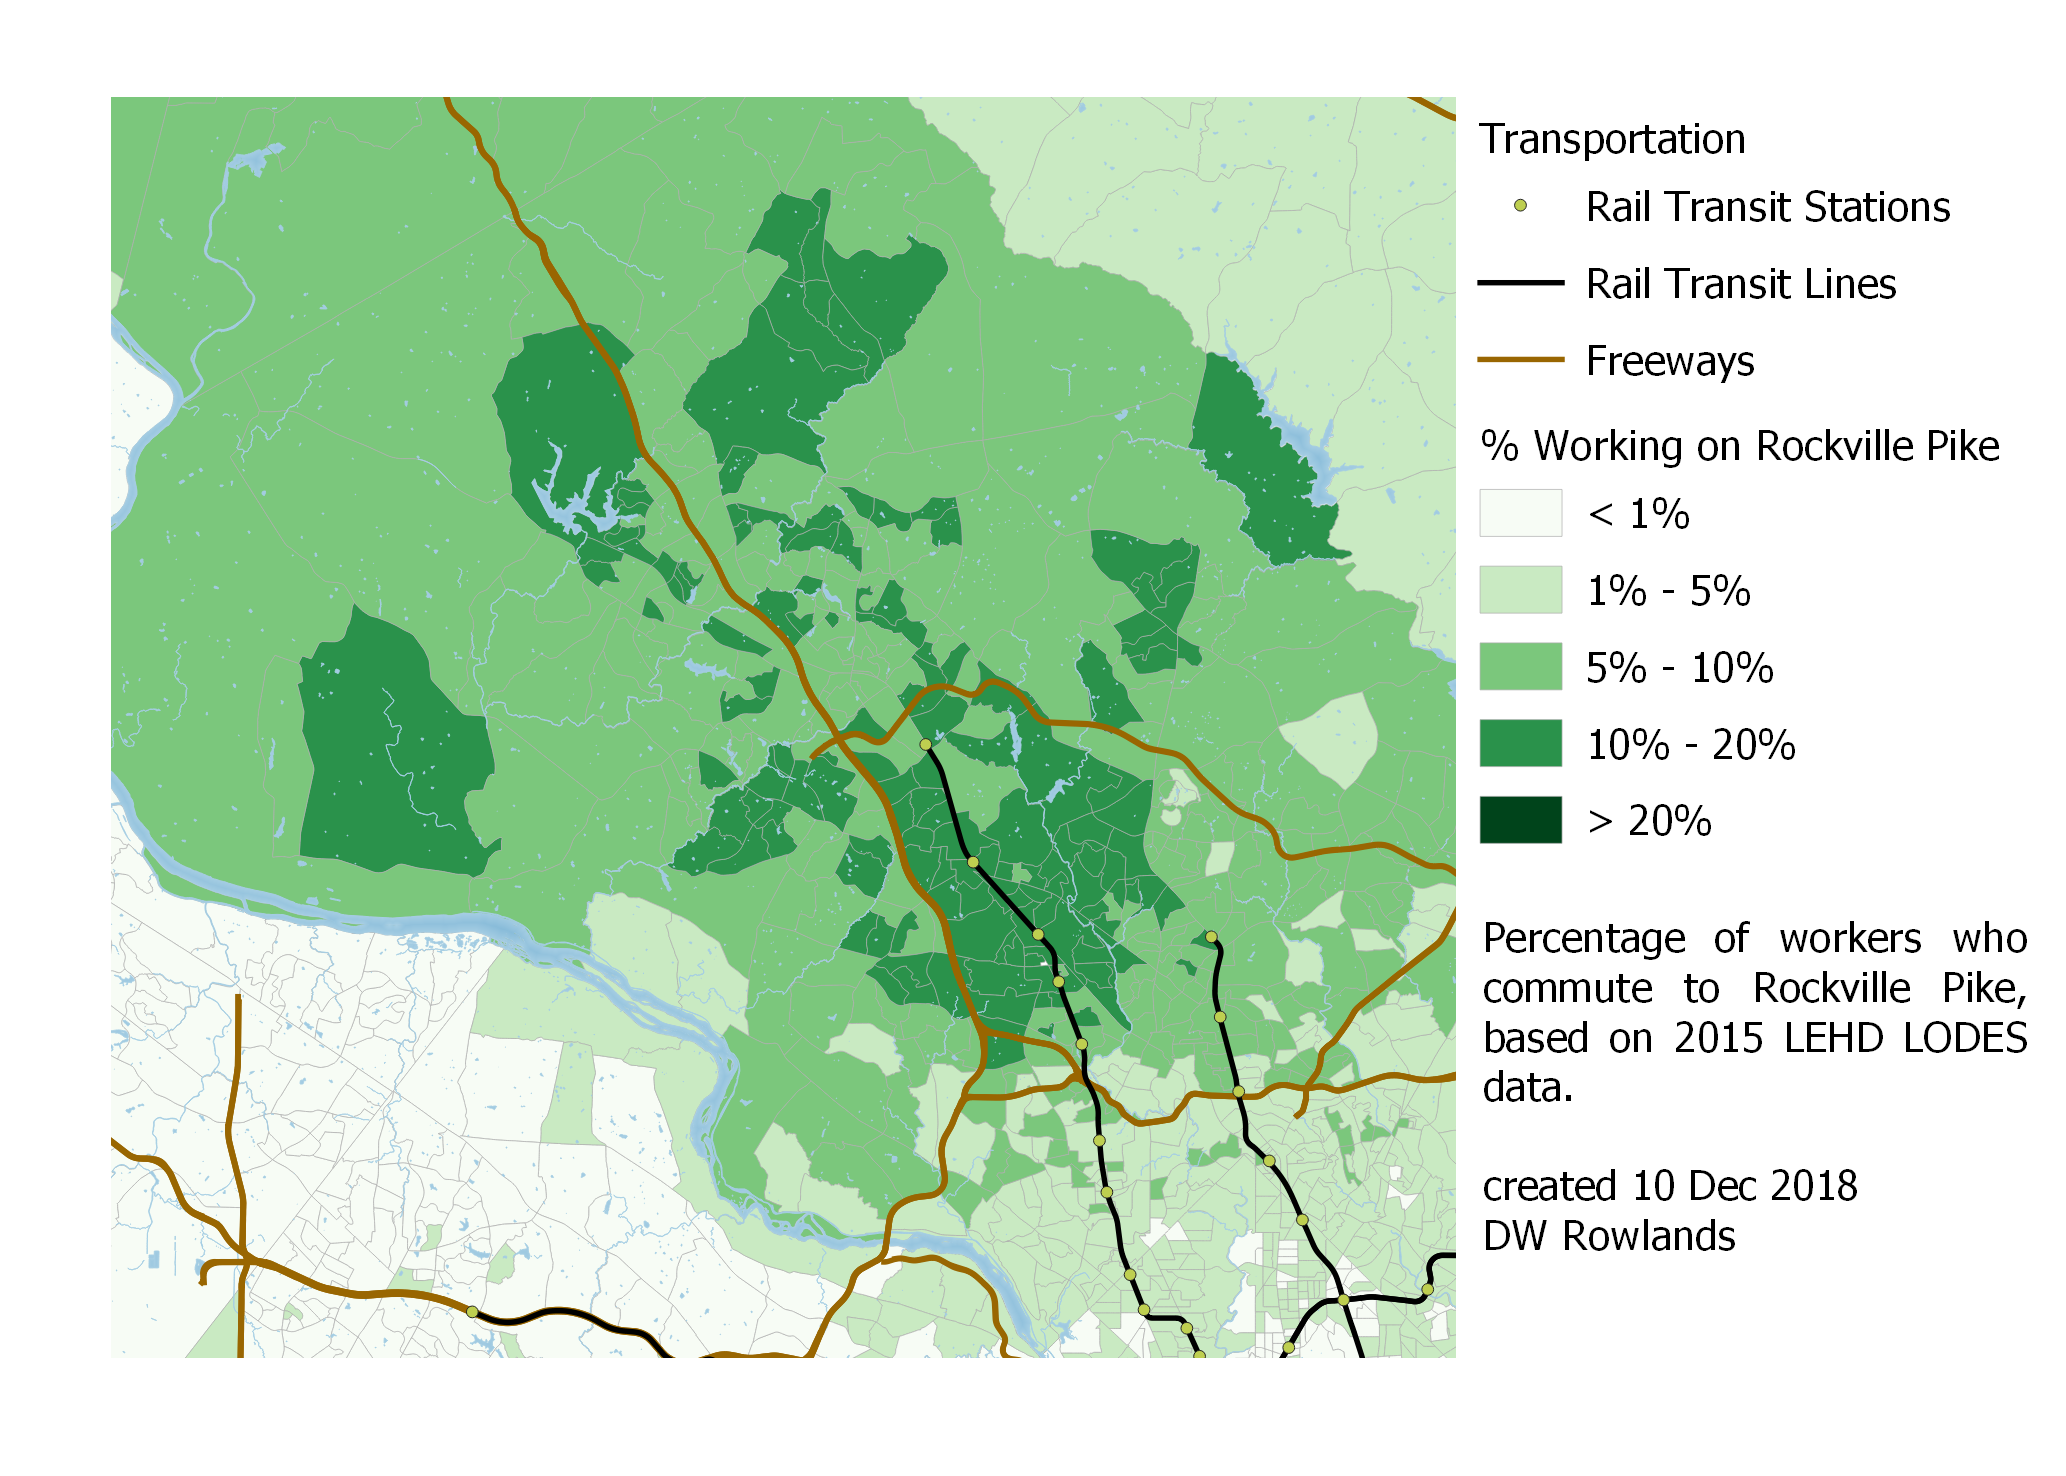 Transportation
Rail Transit Stations
Rail Transit Lines
Freeways
% Working on Rockville Pike
< 1%
1% - 5%
5% - 10%
10% - 20%
> 20%
Percentage of workers who
commute to Rockville Pike,
based on 2015 LEHD LODES
data.
created 10 Dec 2018
DW Rowlands